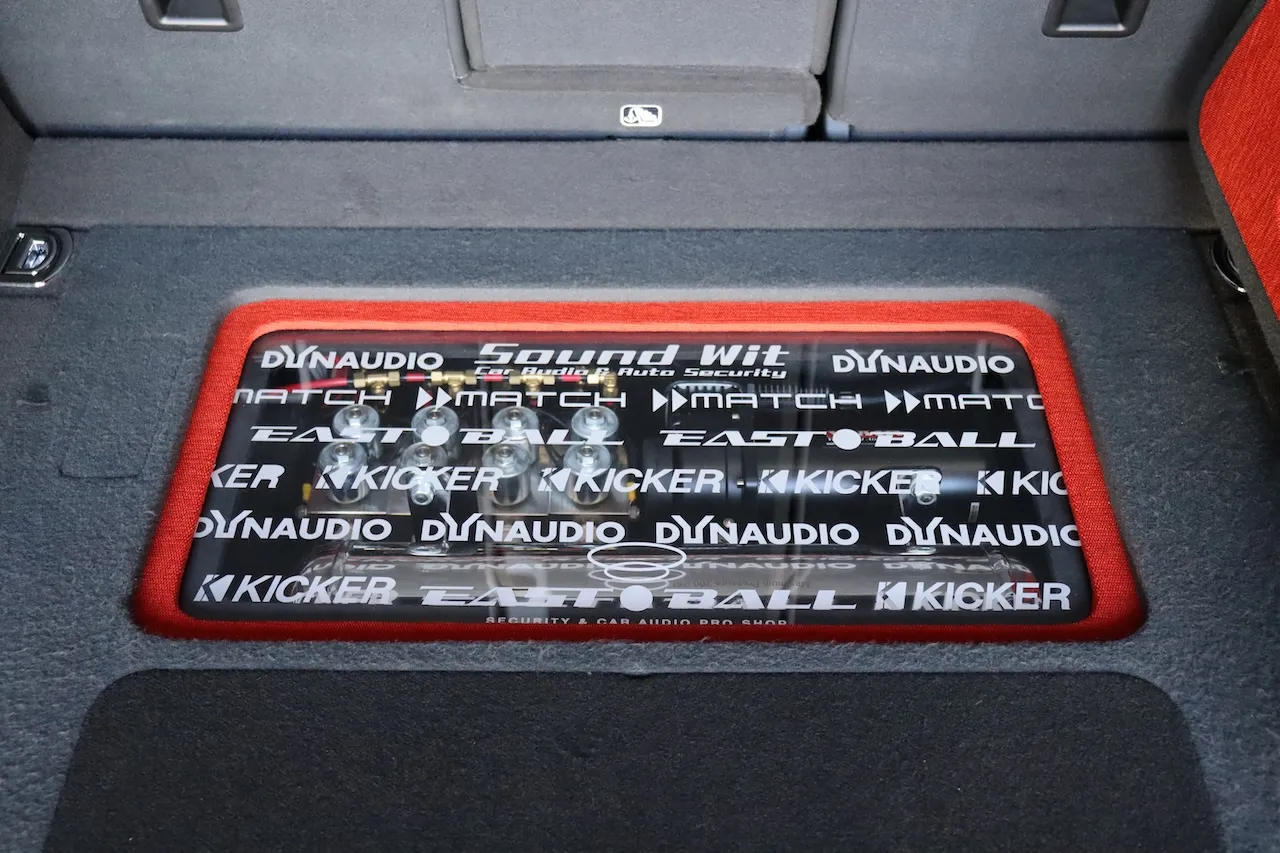 DYNAUDIO Sound Wit DYNAUDIO
Car Audio & Auto Security
MATCH MATCH MATCH MATC
EAST BALL EAST BALL
KER KICKER KICKER KICKER KIC
DYNAUDIO DYNAUDIO DYNAUDIO DYNAUDIO
KICKER EAST BALL KICKER
SECURITY & CAR AUDIO PRO SHOP